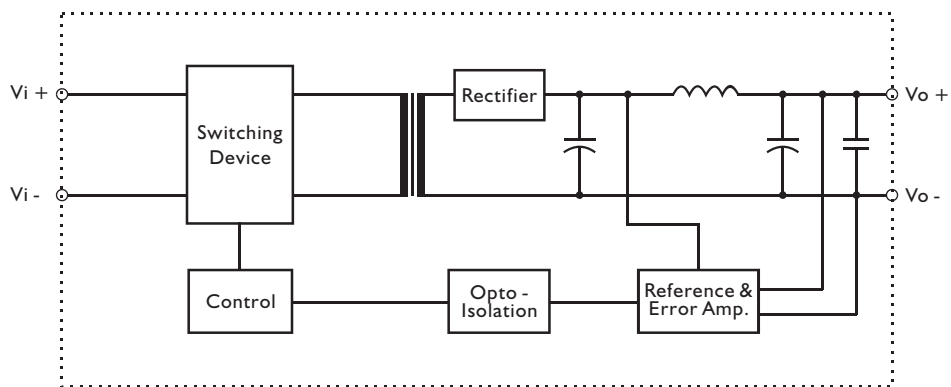 Vi +
Switching
Device
Rectifier
Vo +
Vi -
Vo -
Control
Opto -
Isolation
Reference &
Error Amp.